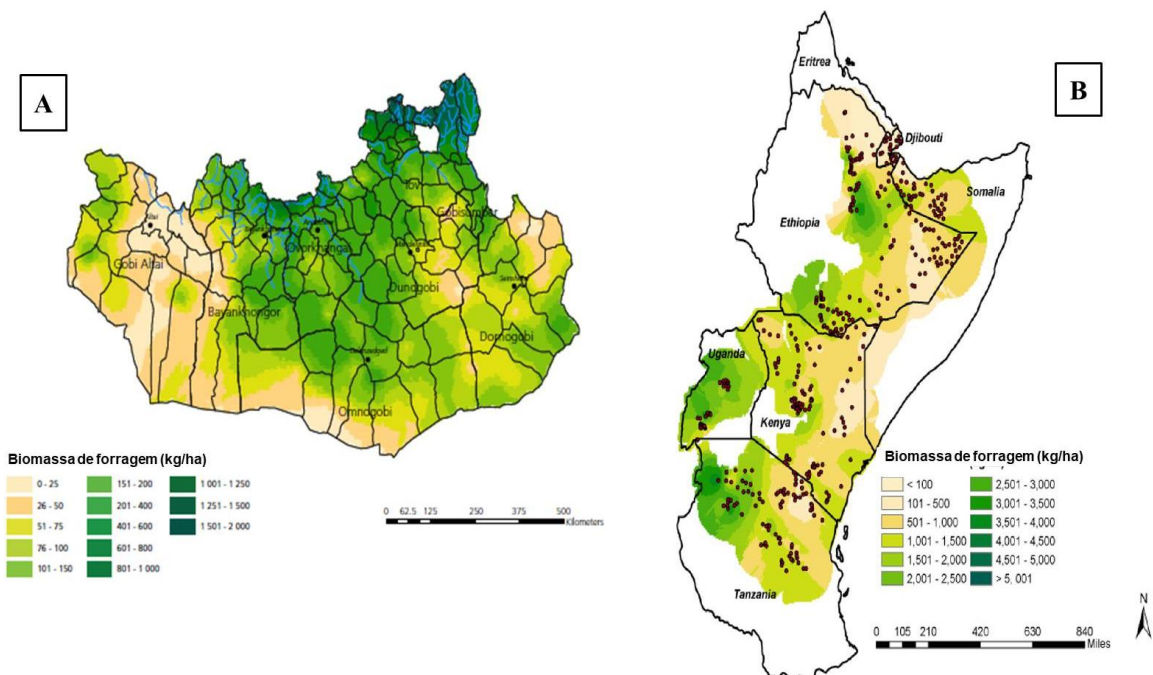 A
Altai
Gobi Altai
Bayankhongor
Tov
Gobisumber
Dundgobi
Dornogobi
Omnogobi
Biomassa de forragem (kg/ha)
0 - 25
26 - 50
51 - 75
76 - 100
101 - 150
151 - 200
201 - 400
401 - 600
601 - 800
801 - 1 000
1 001 - 1 250
1 251 - 1 500
1 501 - 2 000
0 62.5 125 250 375 500
Kilometers
B
Eritrea
Djibouti
Somalia
Ethiopia
Uganda
Kenya
Tanzania
Biomassa de forragem (kg/ha)
< 100
101 - 500
501 - 1,000
1,001 - 1,500
1,501 - 2,000
2,001 - 2,500
2,501 - 3,000
3,001 - 3,500
3,501 - 4,000
4,001 - 4,500
4,501 - 5,000
> 5, 001
N
0 105 210 420 630 840
Miles